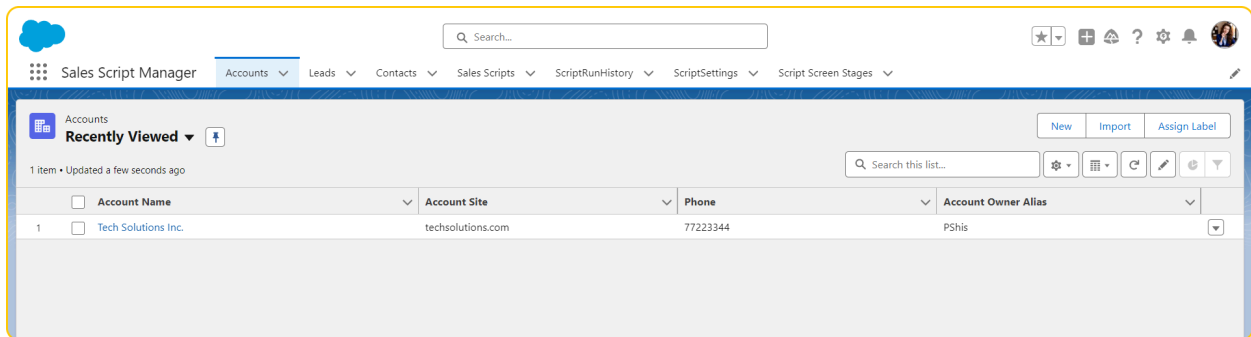 Search...
Sales Script Manager Accounts Leads Contacts Sales Scripts ScriptRunHistory ScriptSettings Script Screen Stages
Accounts
Recently Viewed
New Import Assign Label
1 item • Updated a few seconds ago
Search this list...
Account Name Account Site Phone Account Owner Alias
1 Tech Solutions Inc. techsolutions.com 77223344 PShis